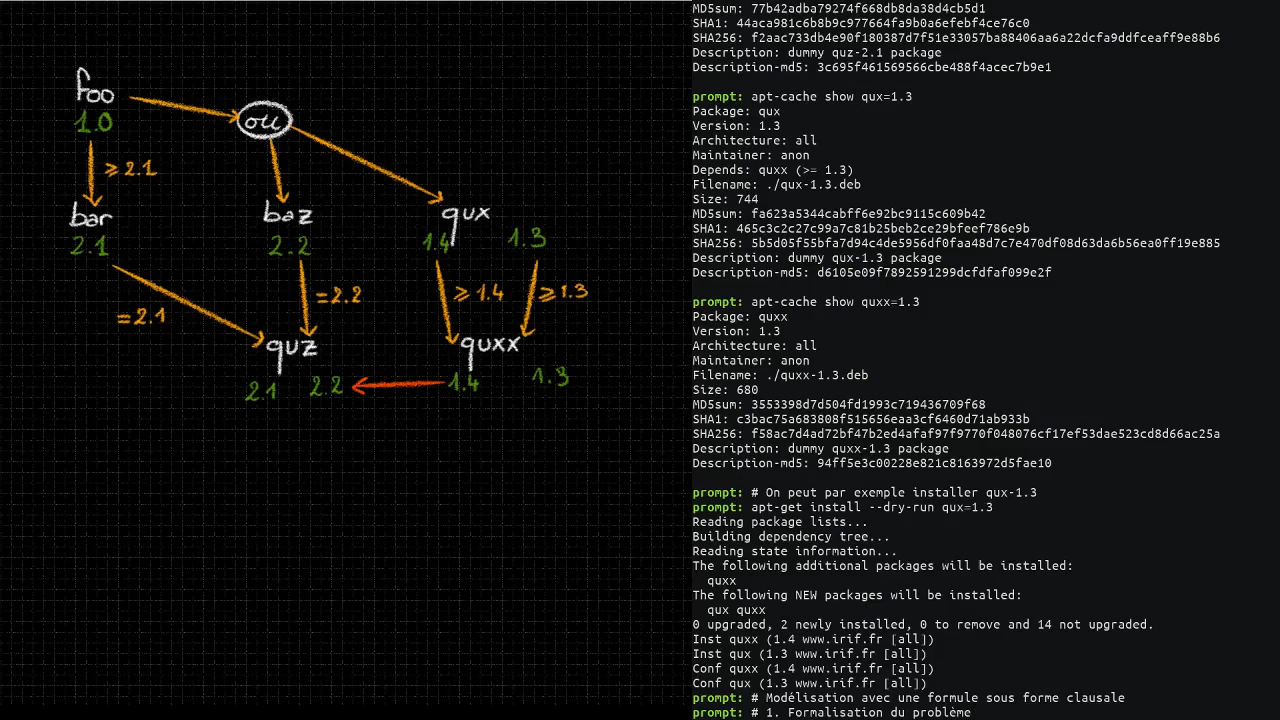 foo
1.0
ou
≥ 2.1
bar
2.1
baz
2.2
qux
1.4
1.3
= 2.1
= 2.2
≥ 1.4
≥ 1.3
quz
2.1
2.2
quxx
1.4
1.3
MD5sum: 77b42adba79274f668db8da38d4cb5d1
SHA1: 44aca981c6b8b9c977664fa9b0a6efebf4ce76c0
SHA256: f2aac733db4e90f180387d7f51e33057ba88406aa6a22dcfa9ddfceaff9e88b6
Description: dummy quz-2.1 package
Description-md5: 3c695f461569566cbe488f4acec7b9e1
prompt: apt-cache show qux=1.3
Package: qux
Version: 1.3
Architecture: all
Maintainer: anon
Depends: quxx (>= 1.3)
Filename: ./qux-1.3.deb
Size: 744
MD5sum: fa6235344cabff6e92bc9115c609b42
SHA1: 465c3c2c27c99a7c81b25beb2ce29bfeef786e9b
SHA256: 5b5d05f55bfa7d94c4de5956df0faa48d7c7e470df08d63da6b56ea0ff19e885
Description: dummy qux-1.3 package
Description-md5: d6105e09f7892591299dcfdfaf099e2f
prompt: apt-cache show quxx=1.3
Package: quxx
Version: 1.3
Architecture: all
Maintainer: anon
Filename: ./quxx-1.3.deb
Size: 680
MD5sum: 3553398d7d504fd1993c719436709f68
SHA1: c3bac75a683808f515656eaa3cf6460d71ab933b
SHA256: f58ac7d4ad72bf47b2ed4afaf97f9770f048076cf17ef53dae523cd8d66ac25a
Description: dummy quxx-1.3 package
Description-md5: 94ff5e3c00228e821c8163972d5fae10
prompt: # On peut par exemple installer qux-1.3
prompt: apt-get install --dry-run qux=1.3
Reading package lists...
Building dependency tree...
Reading state information...
The following additional packages will be installed:
quxx
The following NEW packages will be installed:
qux quxx
0 upgraded, 2 newly installed, 0 to remove and 14 not upgraded.
Inst quxx (1.4 www.irif.fr [all])
Inst qux (1.3 www.irif.fr [all])
Conf quxx (1.4 www.irif.fr [all])
Conf qux (1.3 www.irif.fr [all])
prompt: # Modélisation avec une formule sous forme clausale
prompt: # 1. Formalisation du problème